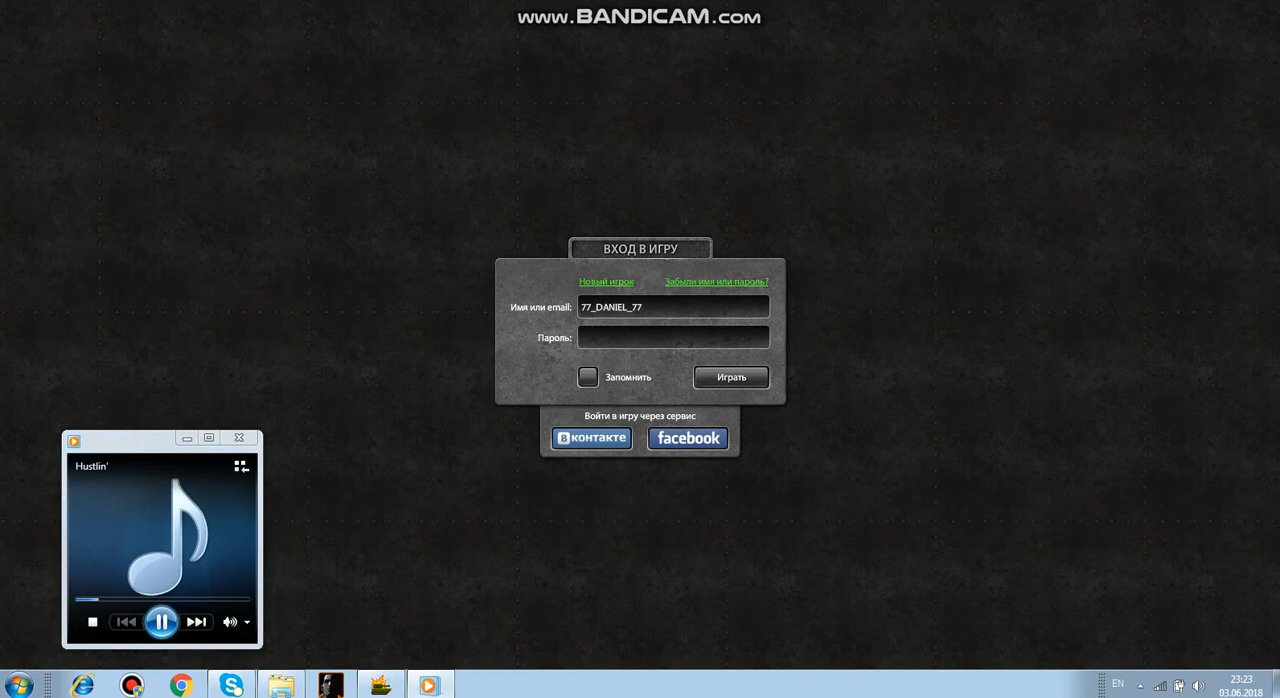 www.BANDICAM.com
ВХОД В ИГРУ
Новый игрок Забыли имя или пароль?
Имя или email: 77_DANIEL_77
Пароль:
Запомнить Играть
Войти в игру через сервис
В контакте facebook
Hustlin'
EN
23:23
03.06.2018